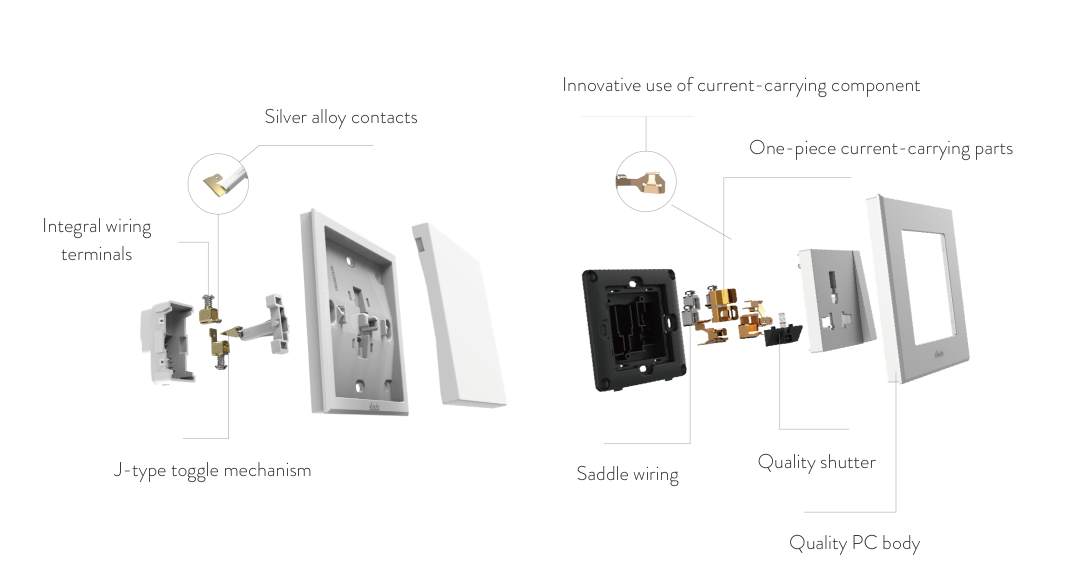 Innovative use of current-carrying component
Silver alloy contacts
One-piece current-carrying parts
Integral wiring
terminals
J-type toggle mechanism
Saddle wiring
Quality shutter
Quality PC body